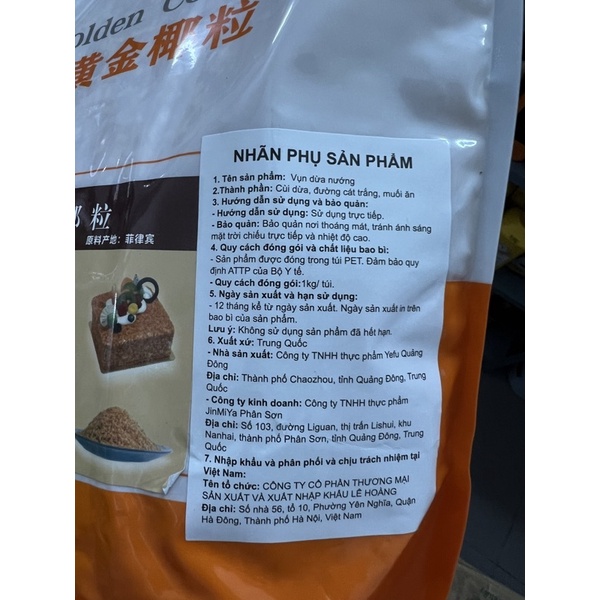 olden Co
黄金椰粒
粒
原料产地：菲律宾
NHÃN PHỤ SẢN PHẨM
1. Tên sản phẩm: Vụn dừa nướng
2.Thành phần: Cùi dừa, đường cát trắng, muối ăn
3. Hướng dẫn sử dụng và bảo quản:
- Hướng dẫn sử dụng: Sử dụng trực tiếp.
- Bảo quản: Bảo quản nơi thoáng mát, tránh ánh sáng
mặt trời chiếu trực tiếp và nhiệt độ cao.
4. Quy cách đóng gói và chất liệu bao bì:
- Sản phẩm được đóng trong túi PET. Đảm bảo quy
định ATTP của Bộ Y tế.
- Quy cách đóng gói:1kg/ túi.
5. Ngày sản xuất và hạn sử dụng:
- 12 tháng kể từ ngày sản xuất. Ngày sản xuất in trên
bao bì của sản phẩm.
Lưu ý: Không sử dụng sản phẩm đã hết hạn.
6. Xuất xứ: Trung Quốc
- Nhà sản xuất: Công ty TNHH thực phẩm Yefu Quảng
Đông
Địa chỉ: Thành phố Chaozhou, tỉnh Quảng Đông, Trung
Quốc
- Công ty kinh doanh: Công ty TNHH thực phẩm
JinMiYa Phân Sơn
Địa chỉ: Số 103, đường Liguan, thị trấn Lishui, khu
Nanhai, thành phố Phân Sơn, tỉnh Quảng Đông, Trung
Quốc
7. Nhập khẩu và phân phối và chịu trách nhiệm tại
Việt Nam:
Tên tổ chức: CÔNG TY CỔ PHẦN THƯƠNG MẠI
SẢN XUẤT VÀ XUẤT NHẬP KHẨU LÊ HOÀNG
Địa chỉ: Số nhà 56, tổ 10, Phường Yên Nghĩa, Quận
Hà Đông, Thành phố Hà Nội, Việt Nam